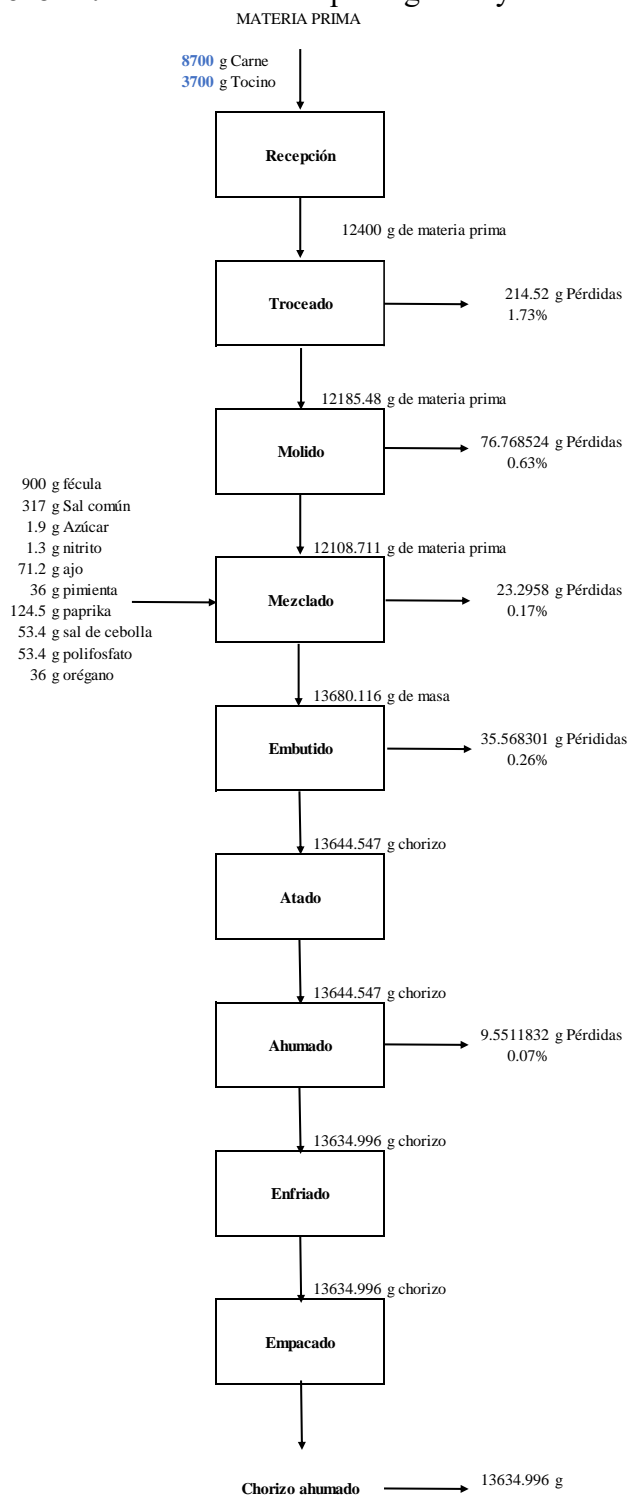 MATERIA PRIMA
8700 g Carne
3700 g Tocino
Recepción
12400 g de materia prima
Troceado
214.52 g Pérdidas
1.73%
12185.48 g de materia prima
Molido
76.768524 g Pérdidas
0.63%
900 g fécula
317 g Sal común
1.9 g Azúcar
1.3 g nitrito
71.2 g ajo
36 g pimienta
124.5 g paprika
53.4 g sal de cebolla
53.4 g polifosfato
36 g orégano
12108.711 g de materia prima
Mezclado
23.2958 g Pérdidas
0.17%
13680.116 g de masa
Embutido
35.568301 g Périididas
0.26%
13644.547 g chorizo
Atado
13644.547 g chorizo
Ahumado
9.5511832 g Pérdidas
0.07%
13634.996 g chorizo
Enfriado
13634.996 g chorizo
Empacado
Chorizo ahumado
13634.996 g